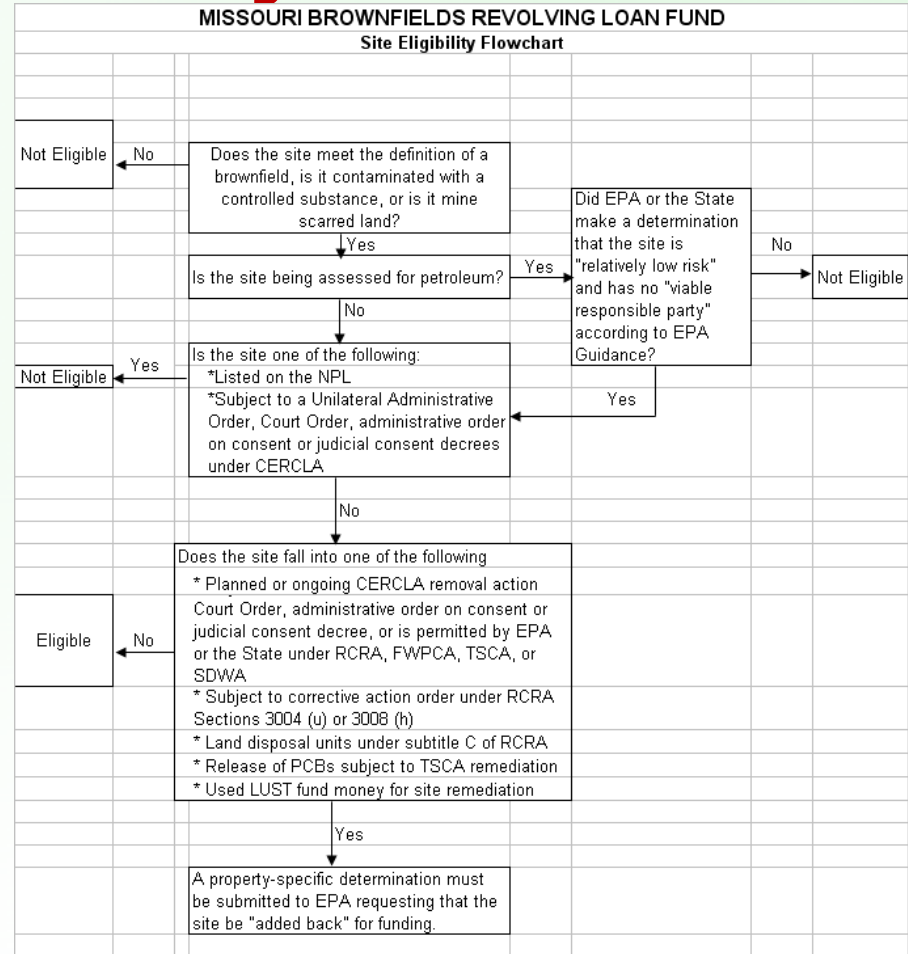 MISSOURI BROWNFIELDS REVOLVING LOAN FUND
Site Eligibility Flowchart
Not Eligible
No
Does the site meet the definition of a
brownfield, is it contaminated with a
controlled substance, or is it mine
scarred land?
Yes
Is the site being assessed for petroleum?
Yes
Did EPA or the State
make a determination
that the site is
"relatively low risk"
and has no "viable
responsible party"
according to EPA
Guidance?
No
Not Eligible
Yes
No
Is the site one of the following:
*Listed on the NPL
*Subject to a Unilateral Administrative
Order, Court Order, administrative order
on consent or judicial consent decrees
under CERCLA
Yes
Not Eligible
No
Does the site fall into one of the following
* Planned or ongoing CERCLA removal action
Court Order, administrative order on consent or
judicial consent decree, or is permitted by EPA
or the State under RCRA, FWPCA, TSCA, or
SDWA
* Subject to corrective action order under RCRA
Sections 3004 (u) or 3008 (h)
* Land disposal units under subtitle C of RCRA
* Release of PCBs subject to TSCA remediation
* Used LUST fund money for site remediation
No
Eligible
Yes
A property-specific determination must
be submitted to EPA requesting that the
site be "added back" for funding.